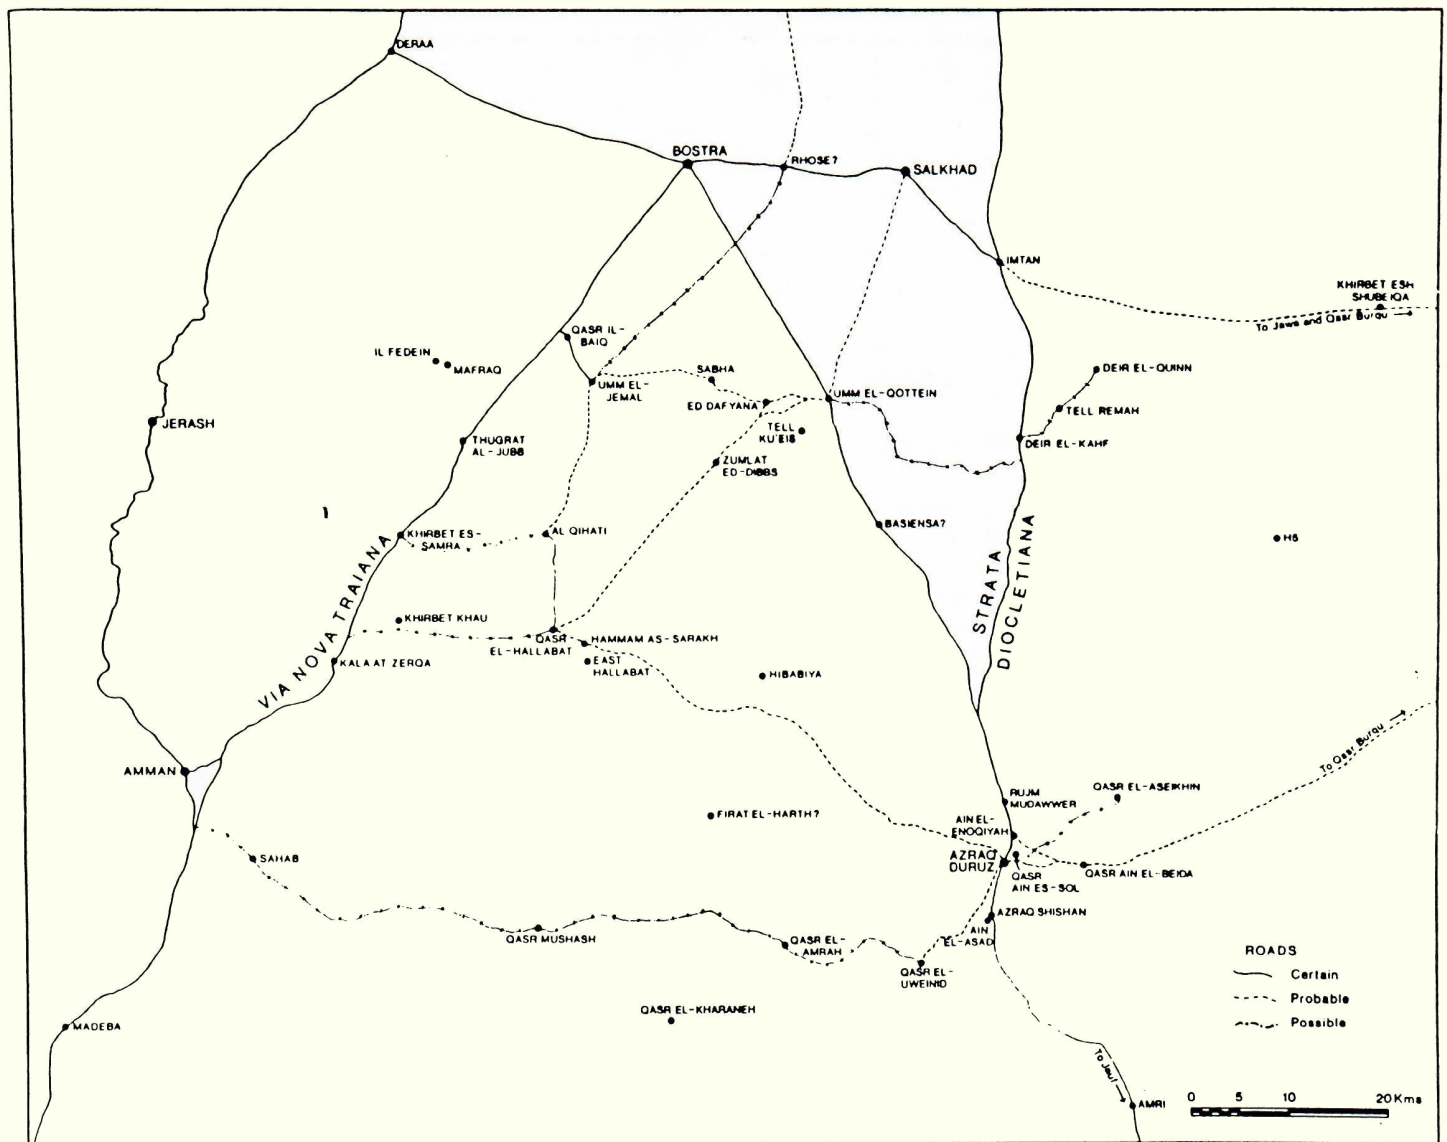 DERAA
BOSTRA
RHOSE?
SALKHAD
IMTAN
KHIRBET ESH
SHUBEIQA
To Jawa and Qasr Burqu
QASR IL-
BAIQ
IL FEDEIN
MAFRAQ
UMM EL-
JEMAL
SABHA
ED DAFYANA
UMM EL-QOTTEIN
DEIR EL-QUINN
TELL REMAH
DEIR EL-KAHF
JERASH
THUGRAT
AL-JUBB
TELL
KU'EIS
ZUMLAT
ED-DIBBS
KHIRBET ES-
SAMRA
AL QIHATI
BASIENSA?
H5
STRATA
DIOCLETIANA
VIA NOVA TRAIANA
KHIRBET KHAU
QASR
EL-HALLABAT
HAMMAM AS-SARAKH
EAST
HALLABAT
KALAAT ZERQA
HIBABIYA
AMMAN
To Qasr Burqu
RUJM
MUDAWWER
QASR EL-ASEIKHIN
FIRAT EL-HARTH?
AIN EL-
ENOQIYAH
AZRAQ
DURUZ
QASR
AIN ES-SOL
QASR AIN EL-BEIDA
SAHAB
AZRAQ SHISHAN
AIN
EL-ASAD
QASR MUSHASH
QASR EL-
AMRAH
QASR EL-
UWEINID
QASR EL-KHARANEH
MADEBA
ROADS
Certain
Probable
Possible
To Jauf
AMRI
0 5 10 20 Kms